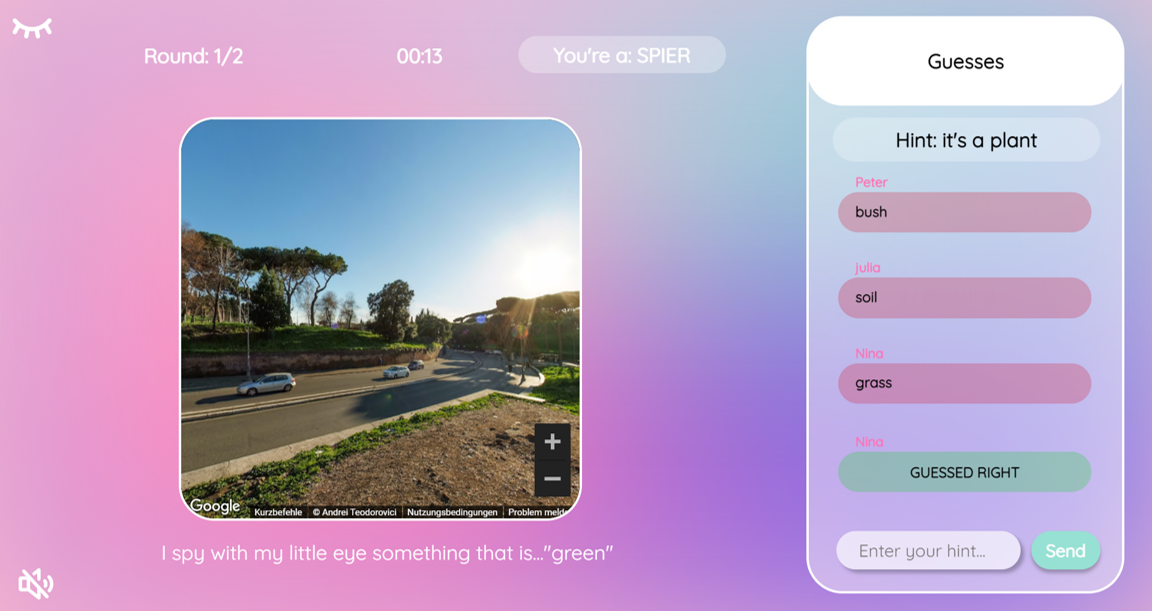 Round: 1/2
00:13
You're a: SPIER
Google
Kurzbefehle
© Andrei Teodorovici
Nutzungsbedingungen
Problem meld
I spy with my little eye something that is..."green"
Guesses
Hint: it's a plant
Peter
bush
julia
soil
Nina
grass
Nina
GUESSED RIGHT
Enter your hint...
Send